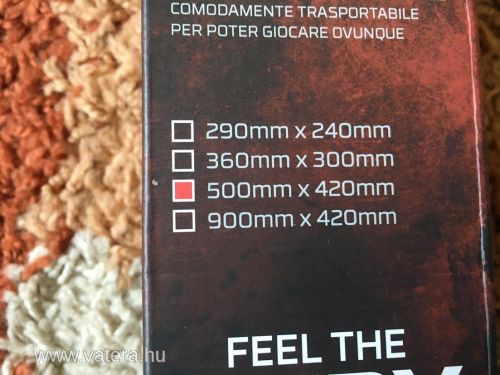 COMODAMENTE TRASPORTABILE
PER POTER GIOCARE OVUNQUE
290mm x 240mm
360mm x 300mm
500mm x 420mm
900mm x 420mm
FEEL THE
www.vatera.hu